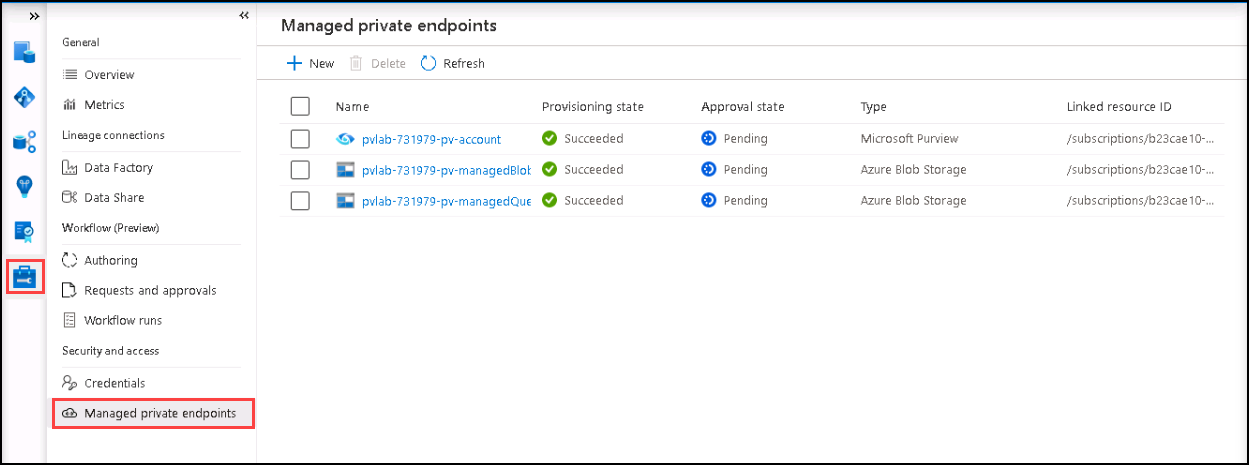 General
Overview
Metrics
Lineage connections
Data Factory
Data Share
Workflow (Preview)
Authoring
Requests and approvals
Workflow runs
Security and access
Credentials
Managed private endpoints
Managed private endpoints
New Delete Refresh
Name Provisioning state Approval state Type Linked resource ID
pvlab-731979-pv-account Succeeded Pending Microsoft Purview /subscriptions/b23cae10-...
pvlab-731979-pv-managedBlob Succeeded Pending Azure Blob Storage /subscriptions/b23cae10-...
pvlab-731979-pv-managedQue Succeeded Pending Azure Blob Storage /subscriptions/b23cae10-...